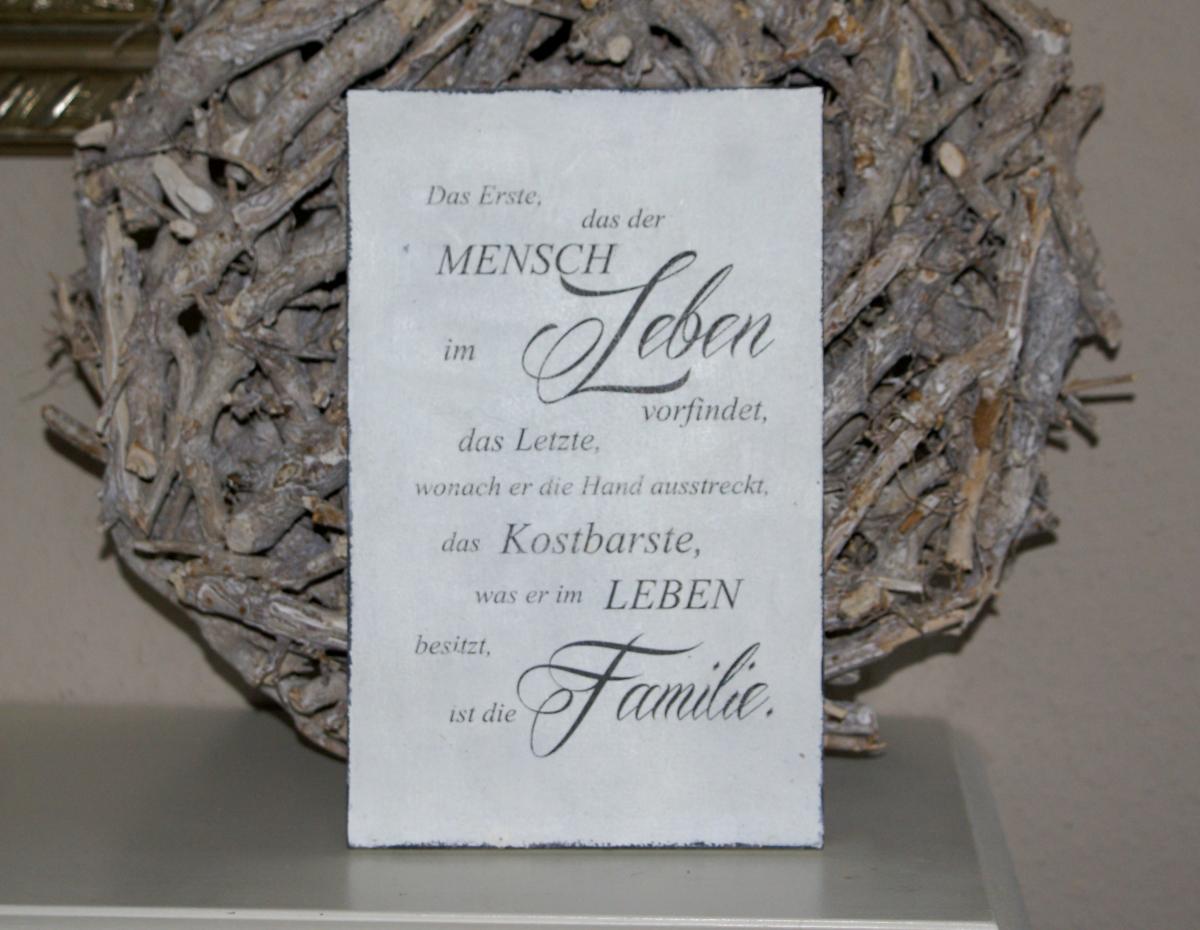 Das Erste,
das der
MENSCH
im Leben
vorfindet,
das Letzte,
wonach er die Hand ausstreckt,
das Kostbarste,
was er im LEBEN
besitzt,
ist die Familie.